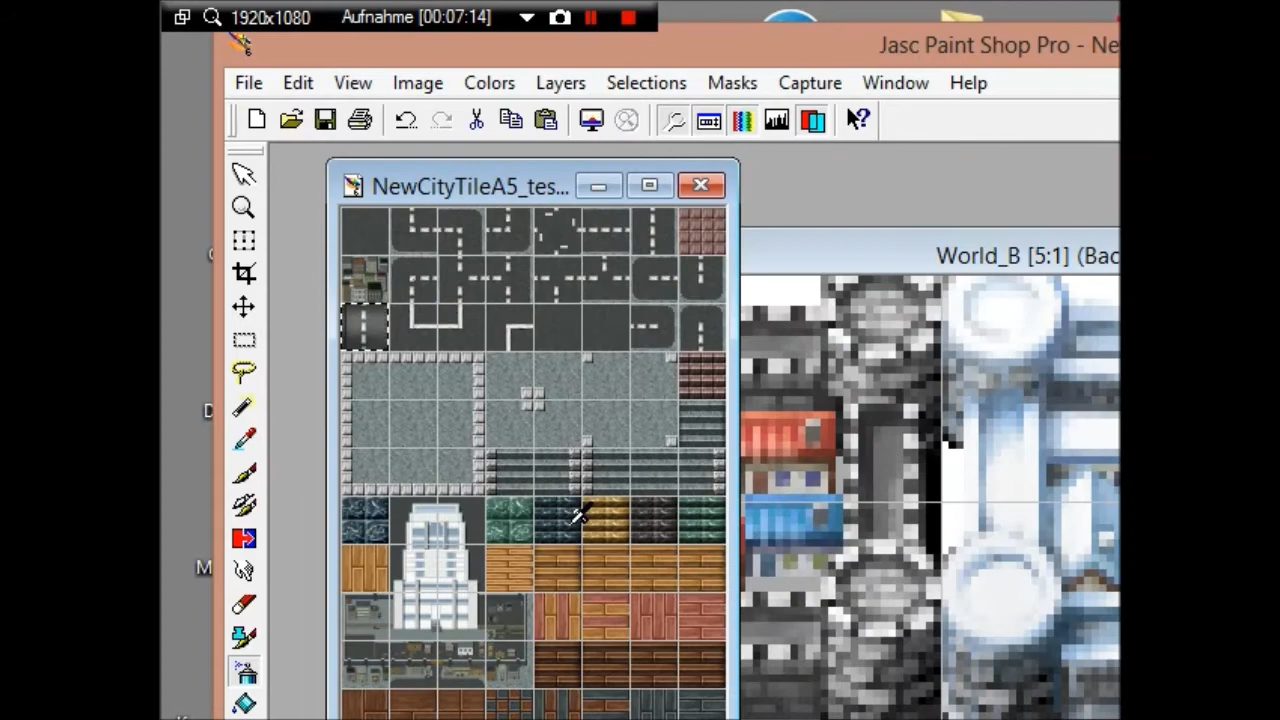 1920x1080 Aufnahme [00:07:14]
Jasc Paint Shop Pro - Ne
File Edit View Image Colors Layers Selections Masks Capture Window Help
NewCityTileA5_tes...
World_B [5:1] (Bac
D
M